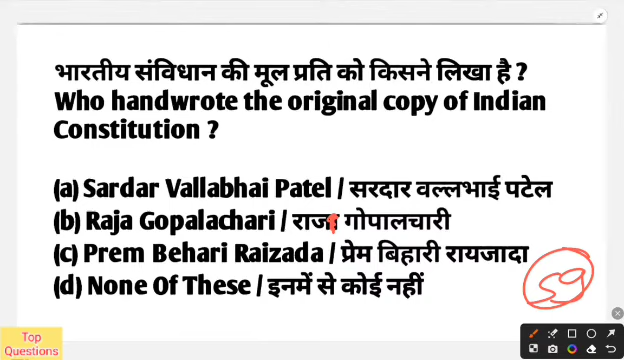 भारतीय संविधान की मूल प्रति को किसने लिखा है ?
Who handwrote the original copy of Indian
Constitution ?
(a) Sardar Vallabhai Patel / सरदार वल्लभाई पटेल
(b) Raja Gopalachari / राजा गोपालचारी
(c) Prem Behari Raizada / प्रेम बिहारी रायजादा
(d) None Of These / इनमें से कोई नहीं
59
Top
Questions